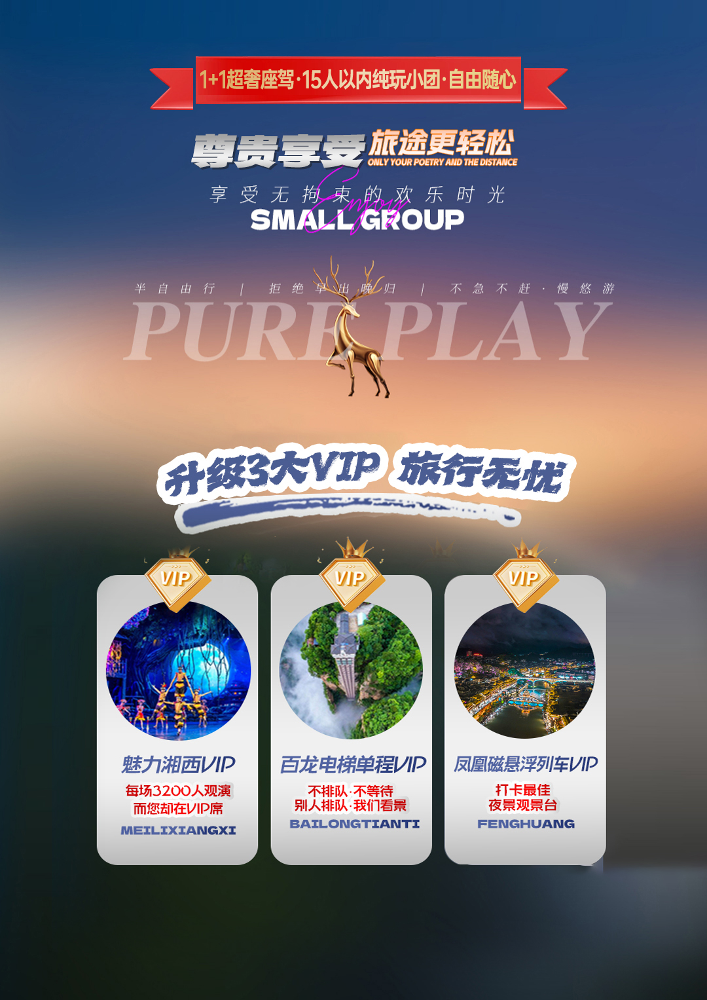 1+1超奢座驾·15人以内纯玩小团·自由随心
尊贵享受
旅途更轻松
ONLY YOUR POETRY AND THE DISTANCE
享受无拘束的欢乐时光
Enjoy
SMALL GROUP
半自由行 | 拒绝早出晚归 | 不急不赶·慢悠游
PURE PLAY
升级3大VIP 旅行无忧
VIP
魅力湘西VIP
每场3200人观演
而您却在VIP席
MEILIXIANGXI
VIP
百龙电梯单程VIP
不排队·不等待
别人排队·我们看景
BAILONGTIANTI
VIP
凤凰磁悬浮列车VIP
打卡最佳
夜景观景台
FENGHUANG